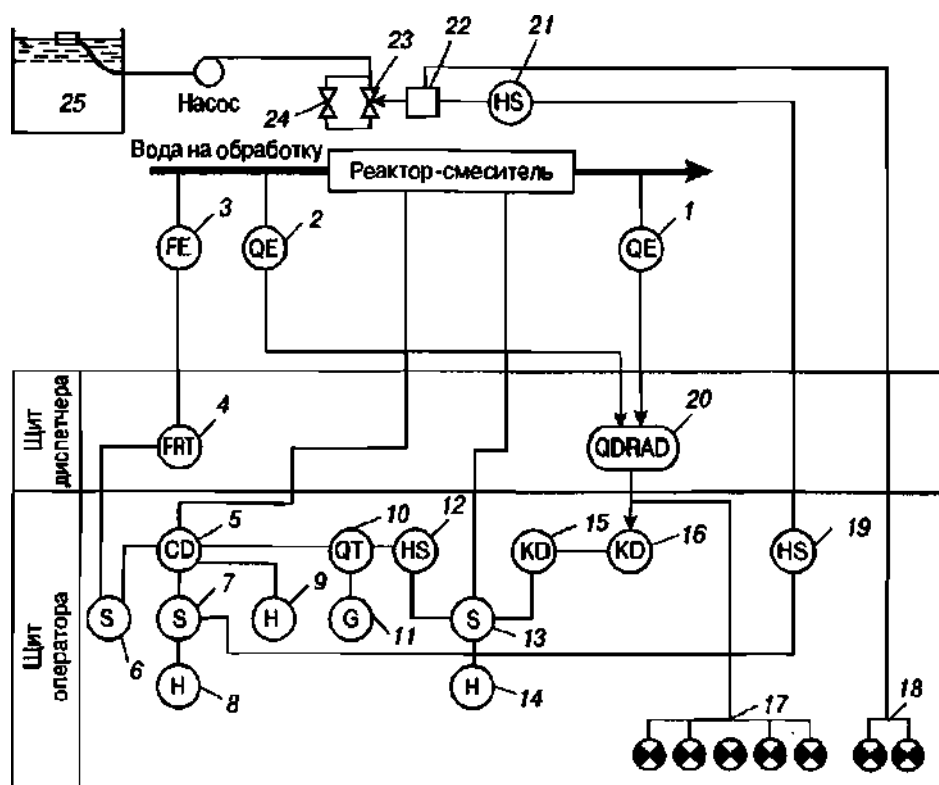 23
22
21
HS
25
Насос
24
Вода на обработку
Реактор-смеситель
3
2
1
FE
QE
QE
Щит
диспетчера
4
20
FRT
QDRAD
Щит
оператора
5
10
12
15
16
19
CD
QT
HS
KD
KD
HS
7
9
S
S
H
G
11
S
13
6
H
8
H
14
17
18